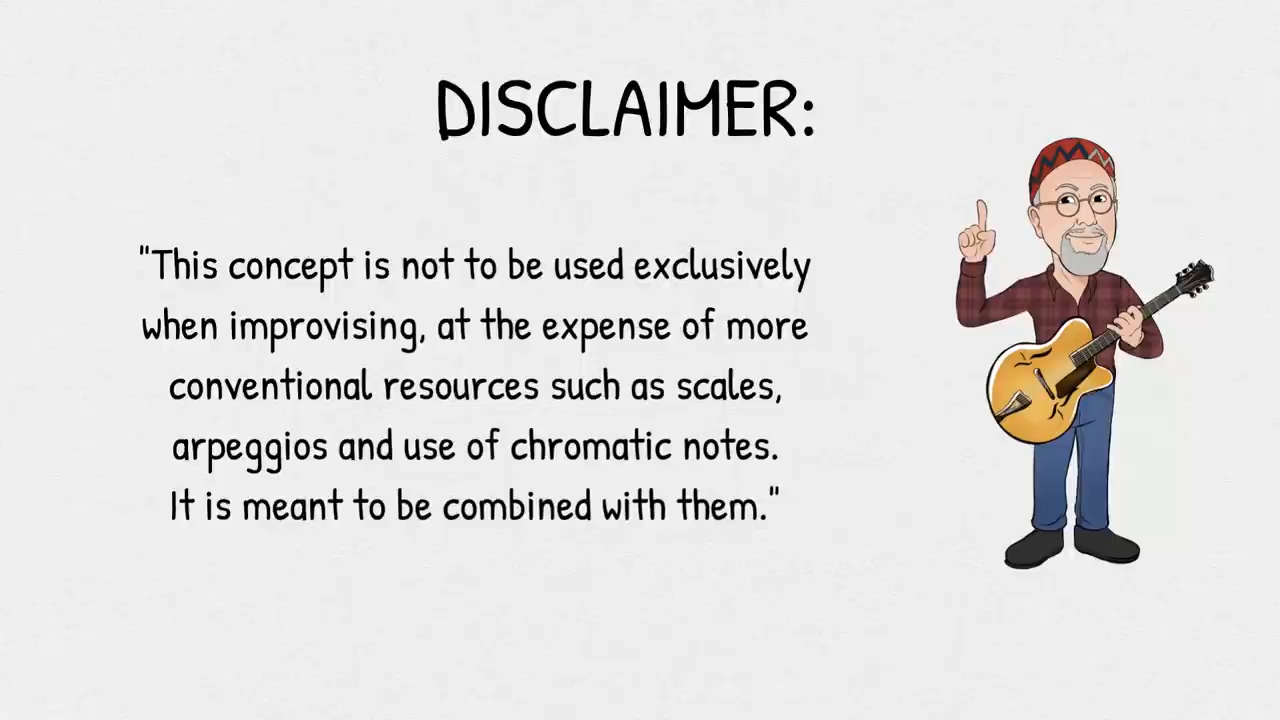 DISCLAIMER:
"This concept is not to be used exclusively
when improvising, at the expense of more
conventional resources such as scales,
arpeggios and use of chromatic notes.
It is meant to be combined with them."